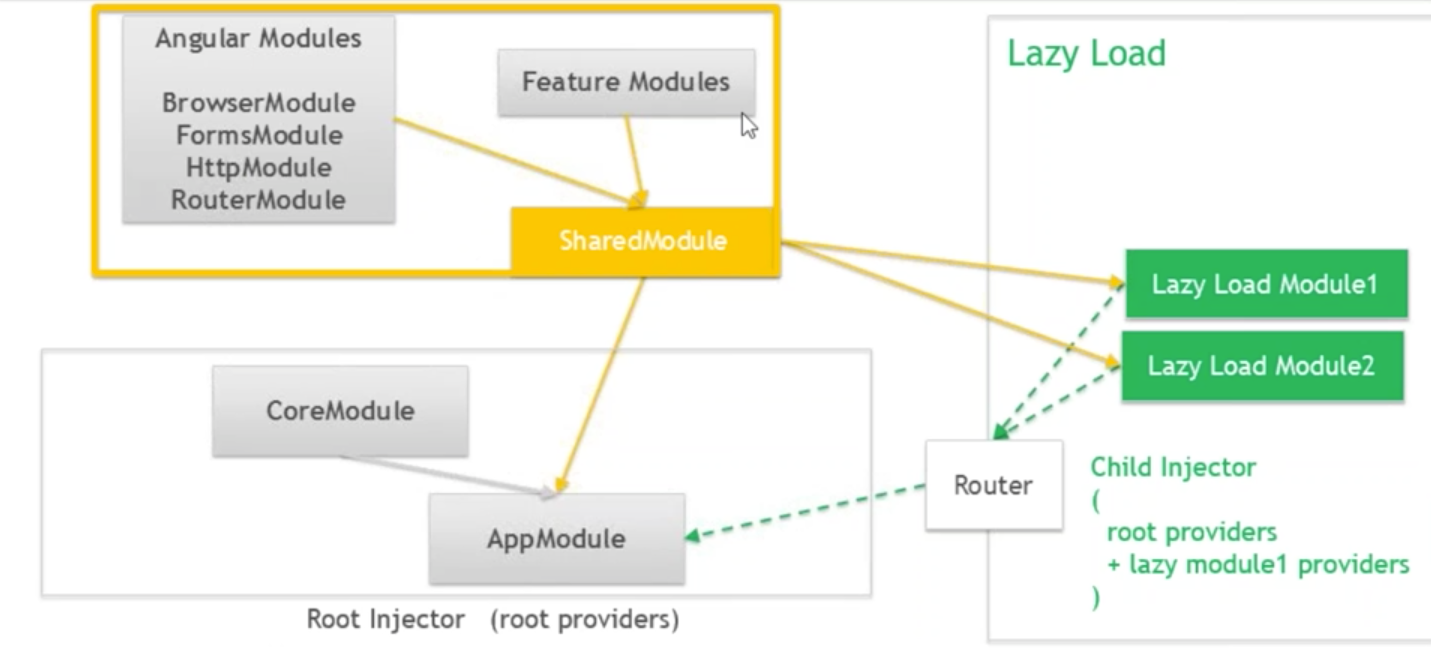 Angular Modules
BrowserModule
FormsModule
HttpModule
RouterModule
Feature Modules
SharedModule
Lazy Load
Lazy Load Module1
Lazy Load Module2
CoreModule
AppModule
Router
Child Injector
(
root providers
+ lazy module1 providers
)
Root Injector (root providers)